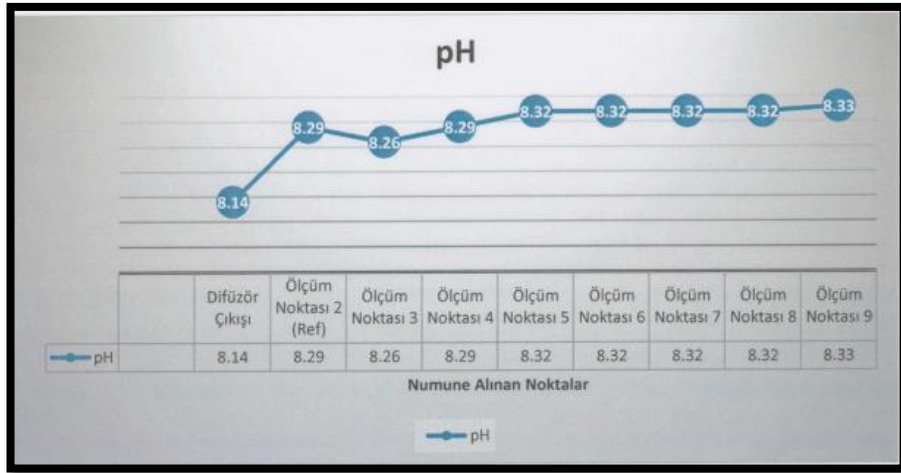 pH
8.14
8.29
8.26
8.29
8.32
8.32
8.32
8.32
8.33
Difüzör Çıkışı
Ölçüm Noktası 2 (Ref)
Ölçüm Noktası 3
Ölçüm Noktası 4
Ölçüm Noktası 5
Ölçüm Noktası 6
Ölçüm Noktası 7
Ölçüm Noktası 8
Ölçüm Noktası 9
pH 8.14 8.29 8.26 8.29 8.32 8.32 8.32 8.32 8.33
Numune Alınan Noktalar
pH